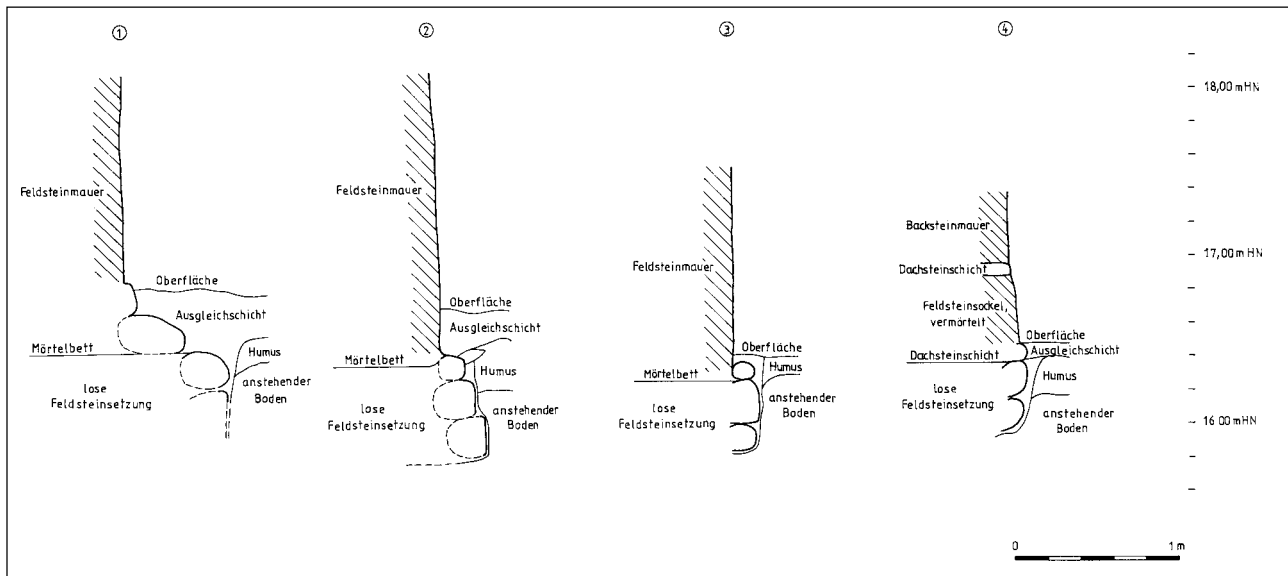 ①
②
③
④
Feldsteinmauer
Oberfläche
Ausgleichschicht
Mörtelbett
Humus
lose
Feldsteinsetzung
anstehender
Boden
Feldsteinmauer
Oberfläche
Ausgleichschicht
Mörtelbett
Humus
lose
Feldsteinsetzung
anstehender
Boden
Feldsteinmauer
Oberfläche
Mörtelbett
Humus
lose
Feldsteinsetzung
anstehender
Boden
Backsteinmauer
Dachsteinschicht
Feldsteinsockel,
vermörtelt
Oberfläche
Dachsteinschicht
Ausgleichschicht
Humus
lose
Feldsteinsetzung
anstehender
Boden
18,00 mHN
17,00 mHN
16 00 mHN
0
1 m